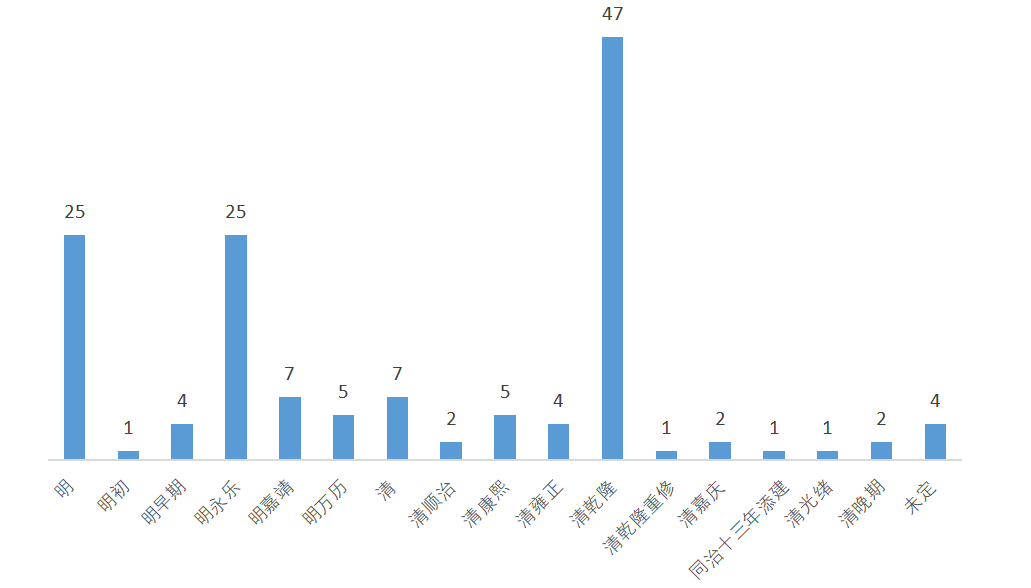 47
25
25
7
7
5
5
4
4
4
2
2
2
1
1
1
1
明
明初
明早期
明永乐
明嘉靖
明万历
清
清顺治
清康熙
清雍正
清乾隆
清乾隆重修
清嘉庆
同治十三年添建
清光绪
清晚期
未定